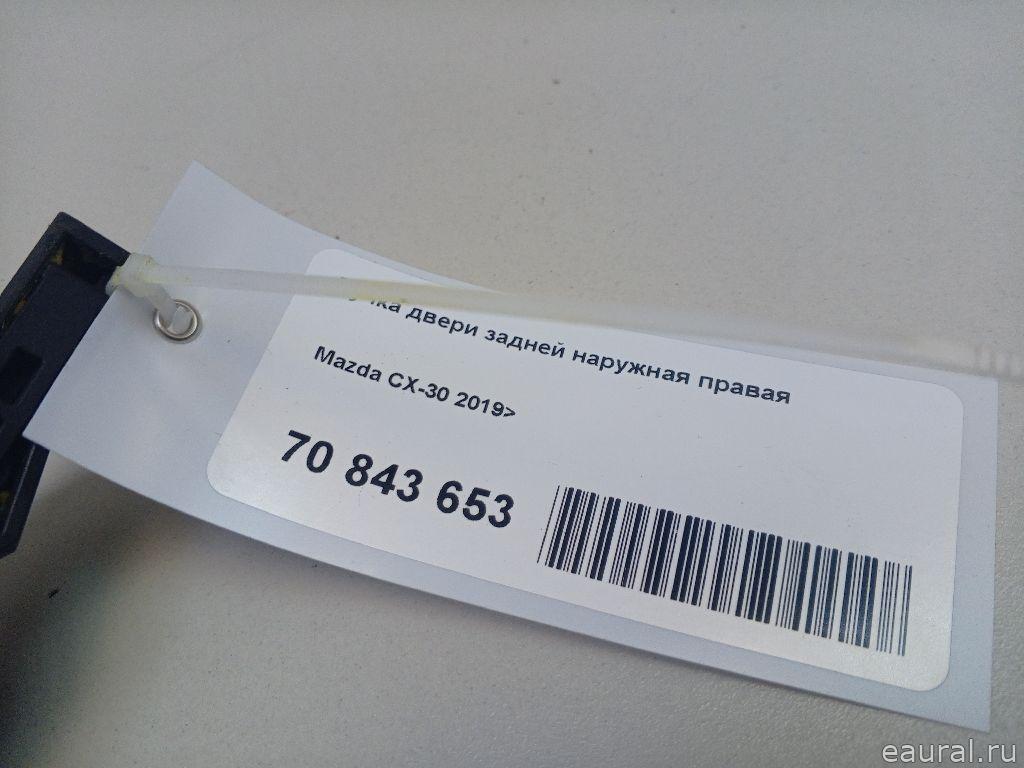 двери задней наружная правая
Mazda CX-30 2019>
70 843 653
eaural.ru